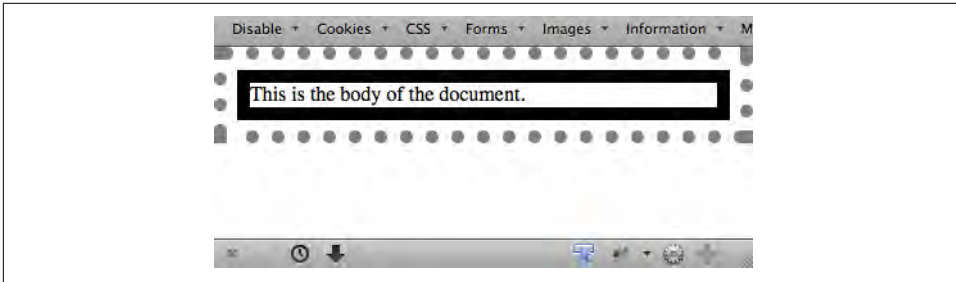 Disable Cookies CSS Forms Images Information M
This is the body of the document.